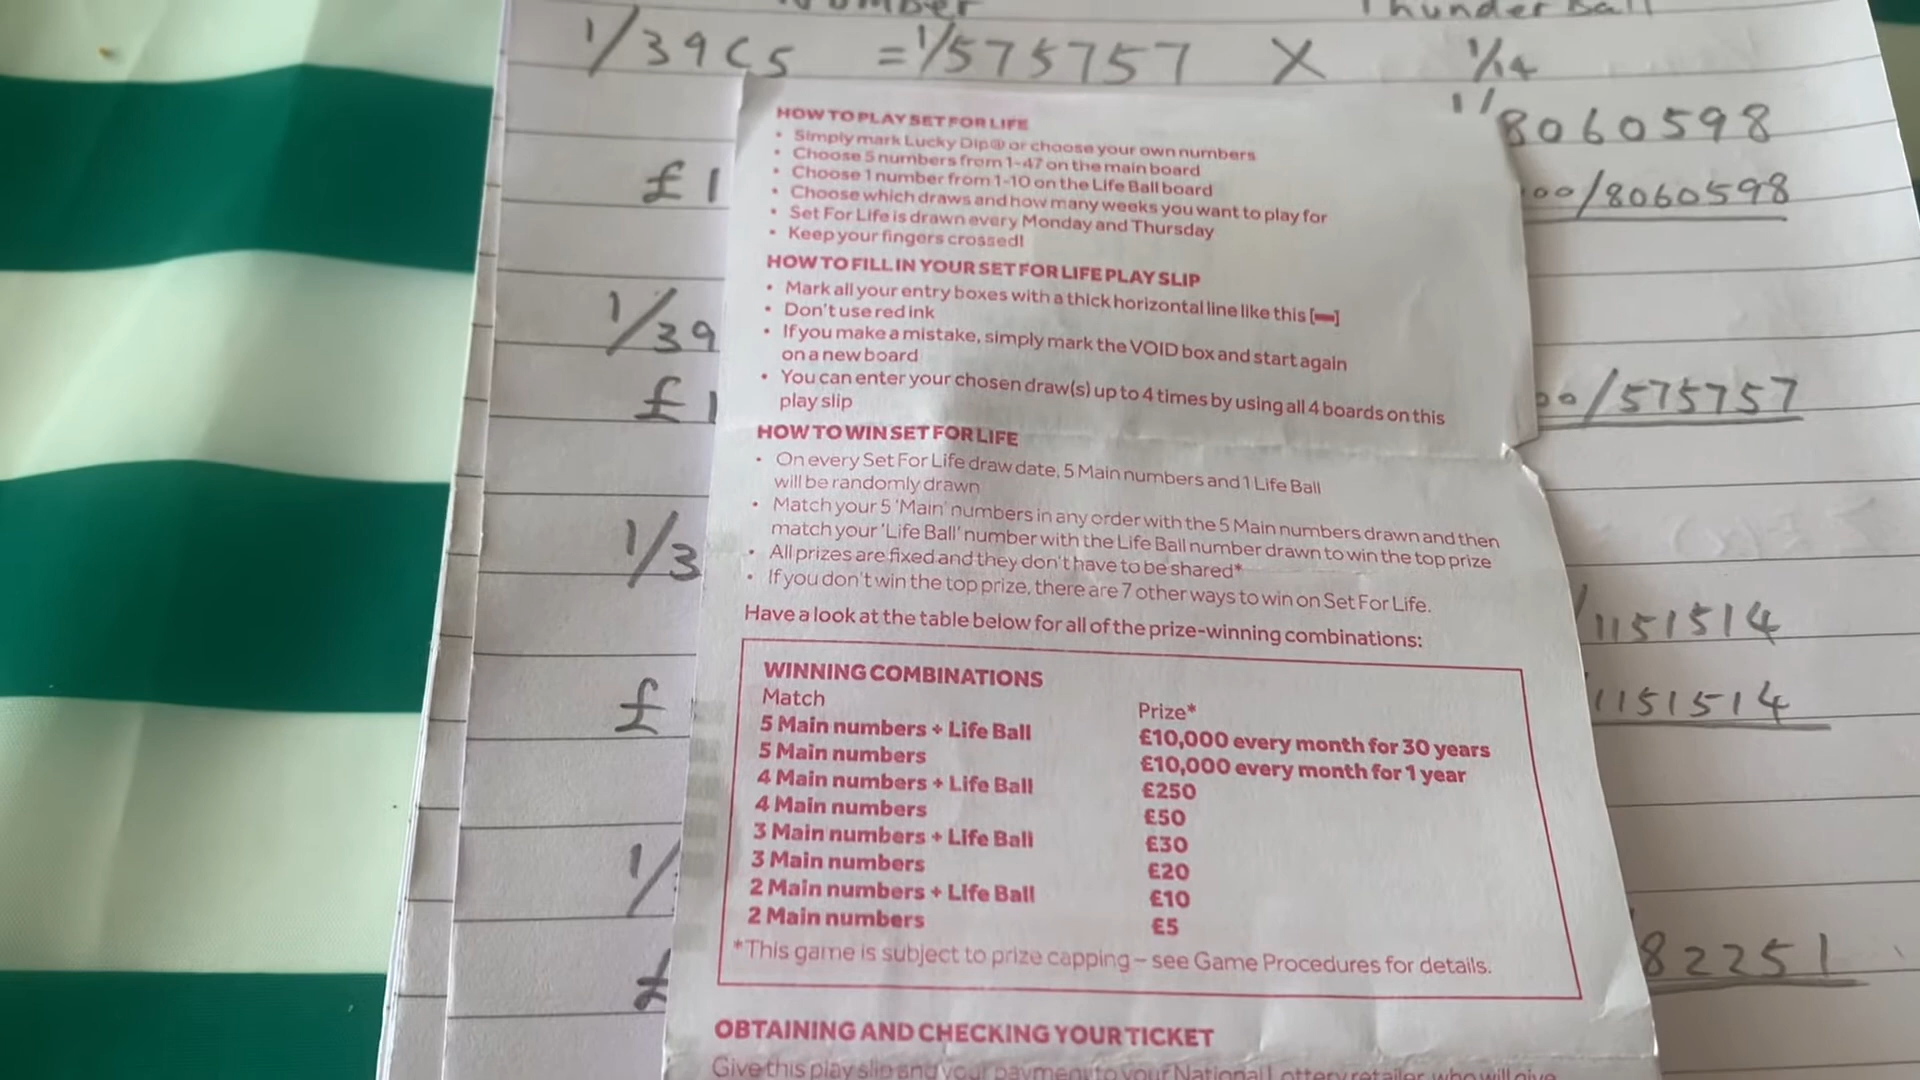 Number
Thunder Ball
1/39C5 = 1/575757 X 1/14
1/8060598
£1
00/8060598
1/39
£1
00/575757
1/3
/1151514
£
/1151514
1/
£
82251
HOW TO PLAY SET FOR LIFE
• Simply mark Lucky Dip® or choose your own numbers
• Choose 5 numbers from 1-47 on the main board
• Choose 1 number from 1-10 on the Life Ball board
• Choose which draws and how many weeks you want to play for
• Set For Life is drawn every Monday and Thursday
• Keep your fingers crossed!
HOW TO FILL IN YOUR SET FOR LIFE PLAY SLIP
• Mark all your entry boxes with a thick horizontal line like this [━]
• Don't use red ink
• If you make a mistake, simply mark the VOID box and start again
on a new board
• You can enter your chosen draw(s) up to 4 times by using all 4 boards on this
play slip
HOW TO WIN SET FOR LIFE
• On every Set For Life draw date, 5 Main numbers and 1 Life Ball
will be randomly drawn
• Match your 5 'Main' numbers in any order with the 5 Main numbers drawn and then
match your 'Life Ball' number with the Life Ball number drawn to win the top prize
• All prizes are fixed and they don't have to be shared*
• If you don't win the top prize, there are 7 other ways to win on Set For Life.
Have a look at the table below for all of the prize-winning combinations:
WINNING COMBINATIONS
Match Prize*
5 Main numbers + Life Ball £10,000 every month for 30 years
5 Main numbers £10,000 every month for 1 year
4 Main numbers + Life Ball £250
4 Main numbers £50
3 Main numbers + Life Ball £30
3 Main numbers £20
2 Main numbers + Life Ball £10
2 Main numbers £5
*This game is subject to prize capping – see Game Procedures for details.
OBTAINING AND CHECKING YOUR TICKET
Give this play slip and your payment to your National Lottery retailer who will give